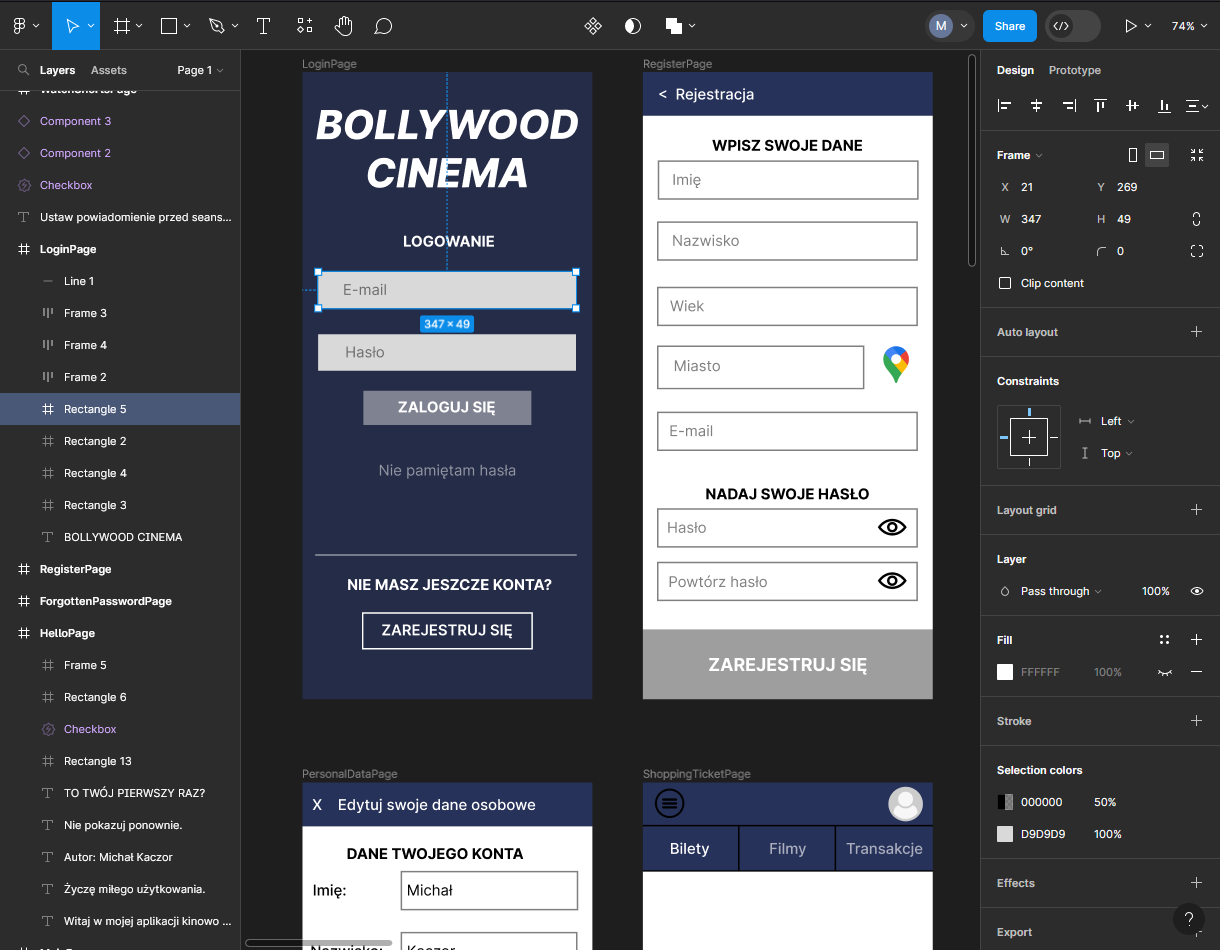 M
Share
74%
Layers
Assets
Page 1
Component 3
Component 2
Checkbox
Ustaw powiadomienie przed seans...
LoginPage
Line 1
Frame 3
Frame 4
Frame 2
Rectangle 5
Rectangle 2
Rectangle 4
Rectangle 3
BOLLYWOOD CINEMA
RegisterPage
ForgottenPasswordPage
HelloPage
Frame 5
Rectangle 6
Checkbox
Rectangle 13
TO TWÓJ PIERWSZY RAZ?
Nie pokazuj ponownie.
Autor: Michał Kaczor
Życzę miłego użytkowania.
Witaj w mojej aplikacji kinowo ...
LoginPage
BOLLYWOOD
CINEMA
LOGOWANIE
E-mail
347 × 49
Hasło
ZALOGUJ SIĘ
Nie pamiętam hasła
NIE MASZ JESZCZE KONTA?
ZAREJESTRUJ SIĘ
RegisterPage
< Rejestracja
WPISZ SWOJE DANE
Imię
Nazwisko
Wiek
Miasto
E-mail
NADAJ SWOJE HASŁO
Hasło
Powtórz hasło
ZAREJESTRUJ SIĘ
PersonalDataPage
X Edytuj swoje dane osobowe
DANE TWOJEGO KONTA
Imię:
Michał
Nazwisko:
Kaczor
ShoppingTicketPage
Bilety
Filmy
Transakcje
Design
Prototype
Frame
X 21
Y 269
W 347
H 49
0°
0
Clip content
Auto layout
Constraints
Left
Top
Layout grid
Layer
Pass through
100%
Fill
FFFFFF
100%
Stroke
Selection colors
000000
50%
D9D9D9
100%
Effects
?
Export